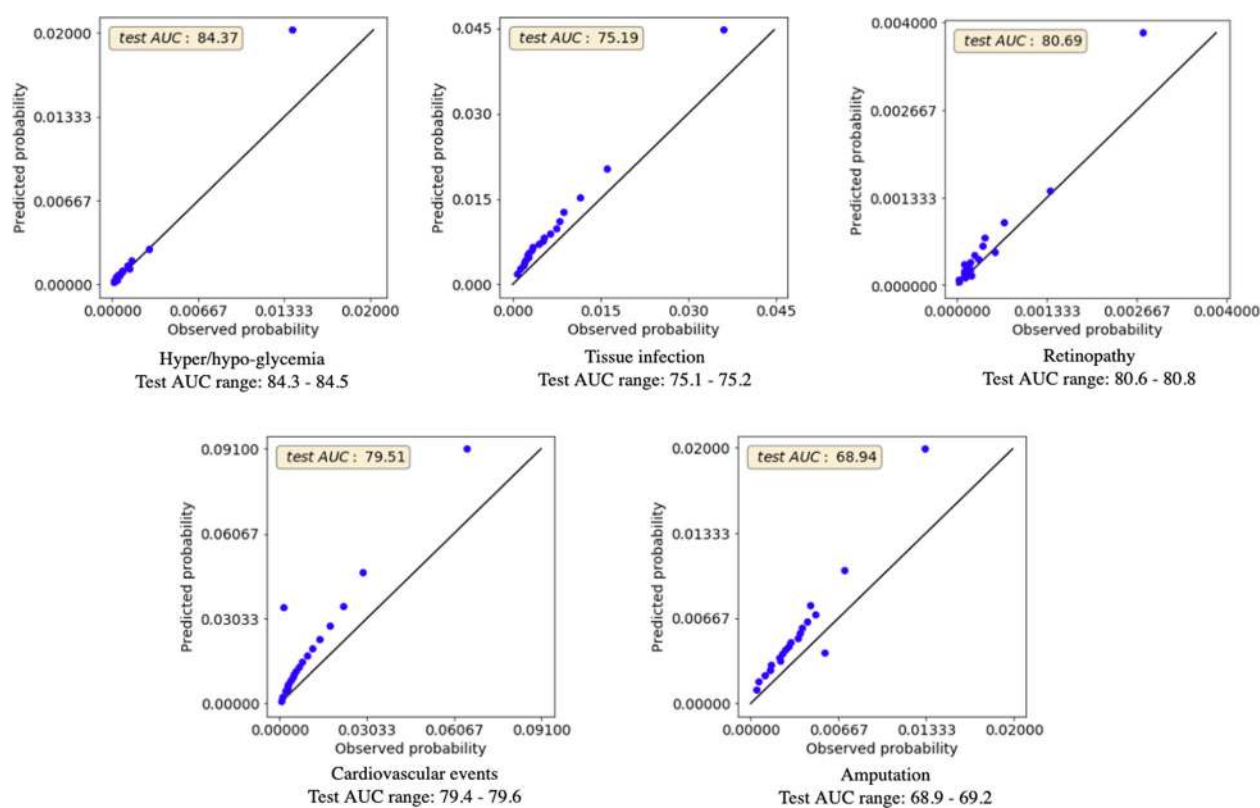 test AUC : 84.37
0.02000
0.01333
0.00667
0.00000
Predicted probability
0.00000 0.00667 0.01333 0.02000
Observed probability
Hyper/hypo-glycemia
Test AUC range: 84.3 - 84.5
test AUC : 75.19
0.045
0.030
0.015
0.000
Predicted probability
0.000 0.015 0.030 0.045
Observed probability
Tissue infection
Test AUC range: 75.1 - 75.2
test AUC : 80.69
0.004000
0.002667
0.001333
0.000000
Predicted probability
0.000000 0.001333 0.002667 0.004000
Observed probability
Retinopathy
Test AUC range: 80.6 - 80.8
test AUC : 79.51
0.09100
0.06067
0.03033
0.00000
Predicted probability
0.00000 0.03033 0.06067 0.09100
Observed probability
Cardiovascular events
Test AUC range: 79.4 - 79.6
test AUC : 68.94
0.02000
0.01333
0.00667
0.00000
Predicted probability
0.00000 0.00667 0.01333 0.02000
Observed probability
Amputation
Test AUC range: 68.9 - 69.2